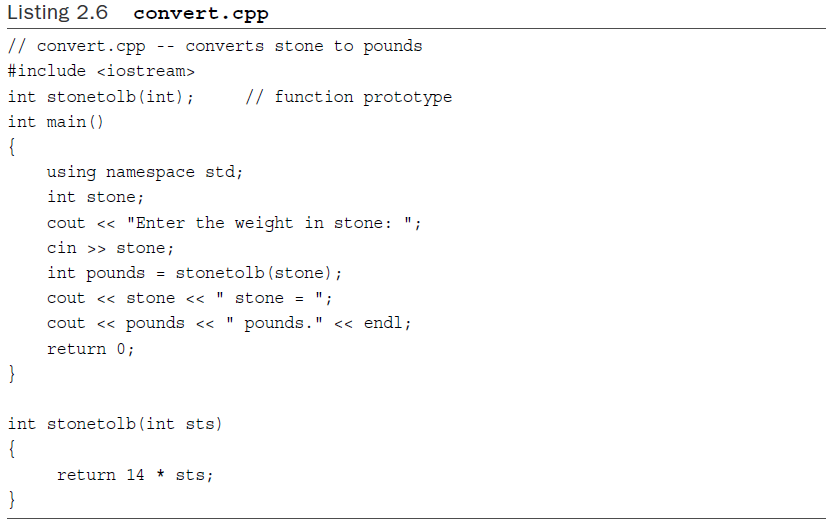 Listing 2.6 convert.cpp
// convert.cpp -- converts stone to pounds
#include <iostream>
int stonetolb(int);     // function prototype
int main()
{
    using namespace std;
    int stone;
    cout << "Enter the weight in stone: ";
    cin >> stone;
    int pounds = stonetolb(stone);
    cout << stone << " stone = ";
    cout << pounds << " pounds." << endl;
    return 0;
}

int stonetolb(int sts)
{
     return 14 * sts;
}